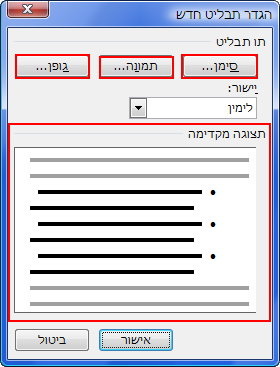 הגדר תבליט חדש
תו תבליט
סימן... תמונה... גופן...
יישור:
לימין
תצוגה מקדימה
אישור ביטול